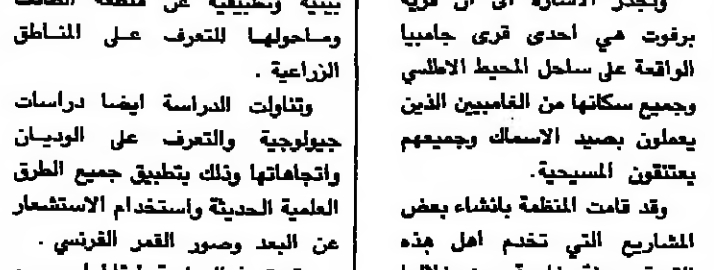 وتجدر الاشارة الى ان قرية
برفوت هي احدى قرى جامبيا
الواقعة على ساحل المحيط الاطلسي
وجميع سكانها من الغامبيين الذين
يعملون بصيد الاسماك وجميعهم
يعتنقون المسيحية.
وقد قامت المنظمة بانشاء بعض
المشاريع التي تخدم اهل هذه
بيئية وتطبيقية عن منطقة الطائف
وماحولها للتعرف على المناطق
الزراعية .
وتناولت الدراسة ايضا دراسات
جيولوجية والتعرف على الوديان
واتجاهاتها وذلك بتطبيق جميع الطرق
العلمية الحديثة واستخدام الاستشعار
عن البعد وصور القمر الفرنسي .